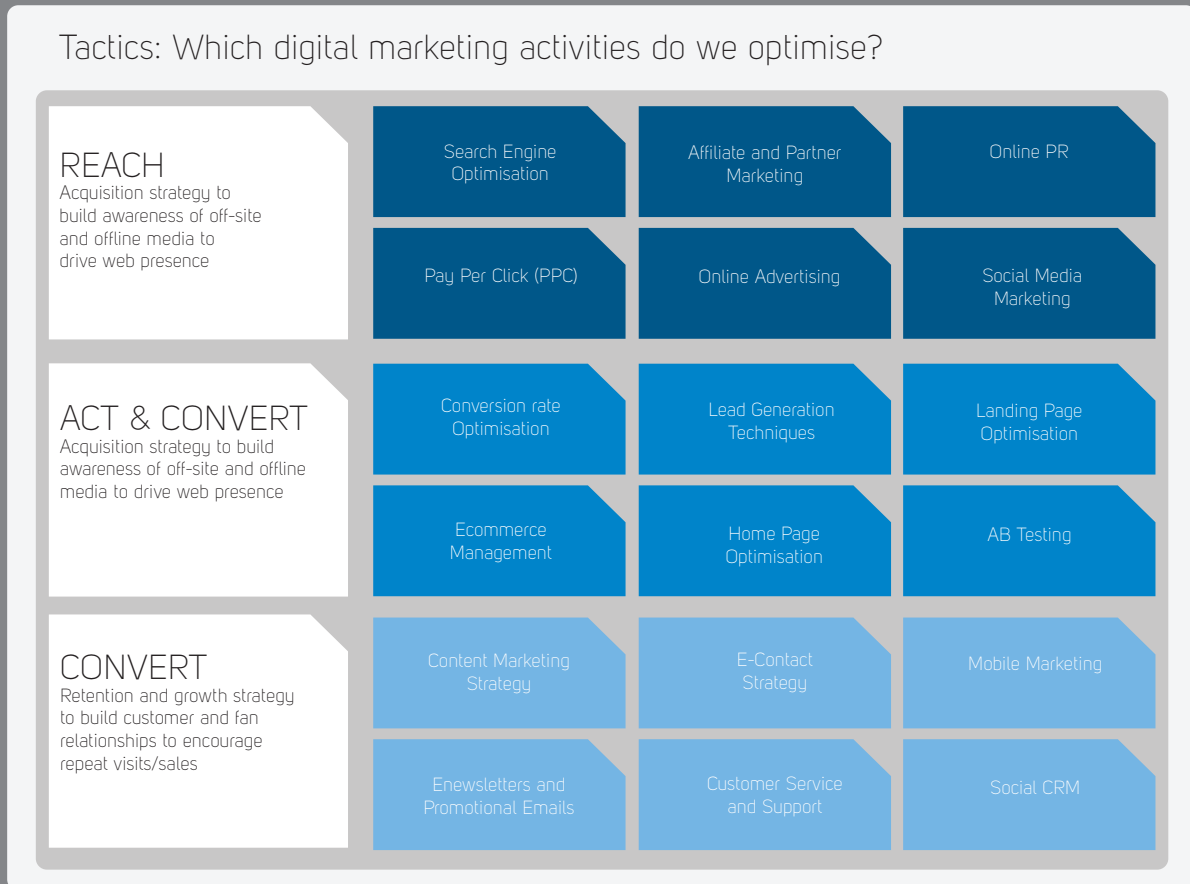 Tactics: Which digital marketing activities do we optimise?
REACH
Acquisition strategy to
build awareness of off-site
and offline media to
drive web presence
Search Engine
Optimisation
Affiliate and Partner
Marketing
Online PR
Pay Per Click (PPC)
Online Advertising
Social Media
Marketing
ACT & CONVERT
Acquisition strategy to build
awareness of off-site and offline
media to drive web presence
Conversion rate
Optimisation
Lead Generation
Techniques
Landing Page
Optimisation
Ecommerce
Management
Home Page
Optimisation
AB Testing
CONVERT
Retention and growth strategy
to build customer and fan
relationships to encourage
repeat visits/sales
Content Marketing
Strategy
E-Contact
Strategy
Mobile Marketing
Enewsletters and
Promotional Emails
Customer Service
and Support
Social CRM